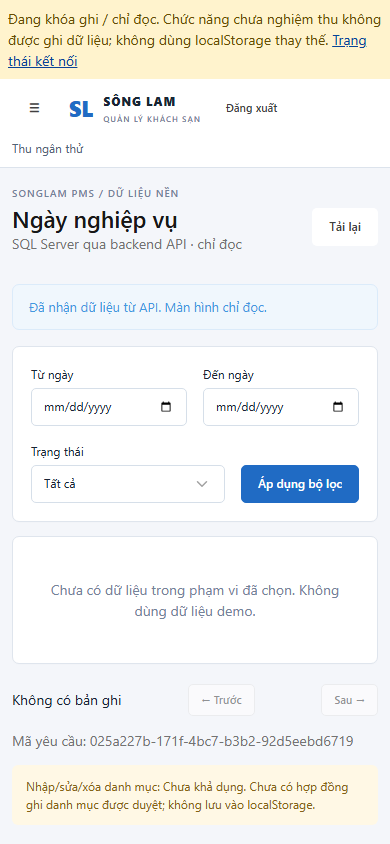 Đang khóa ghi / chỉ đọc. Chức năng chưa nghiệm thu không
được ghi dữ liệu; không dùng localStorage thay thế. Trạng
thái kết nối
☰ SL SÔNG LAM Đăng xuất
QUẢN LÝ KHÁCH SẠN
Thu ngân thử
SONGLAM PMS / DỮ LIỆU NỀN
Ngày nghiệp vụ
SQL Server qua backend API · chỉ đọc
Tải lại
Đã nhận dữ liệu từ API. Màn hình chỉ đọc.
Từ ngày Đến ngày
mm/dd/yyyy mm/dd/yyyy
Trạng thái
Tất cả Áp dụng bộ lọc
Chưa có dữ liệu trong phạm vi đã chọn. Không
dùng dữ liệu demo.
Không có bản ghi ← Trước Sau →
Mã yêu cầu: 025a227b-171f-4bc7-b3b2-92d5eebd6719
Nhập/sửa/xóa danh mục: Chưa khả dụng. Chưa có hợp đồng
ghi danh mục được duyệt; không lưu vào localStorage.